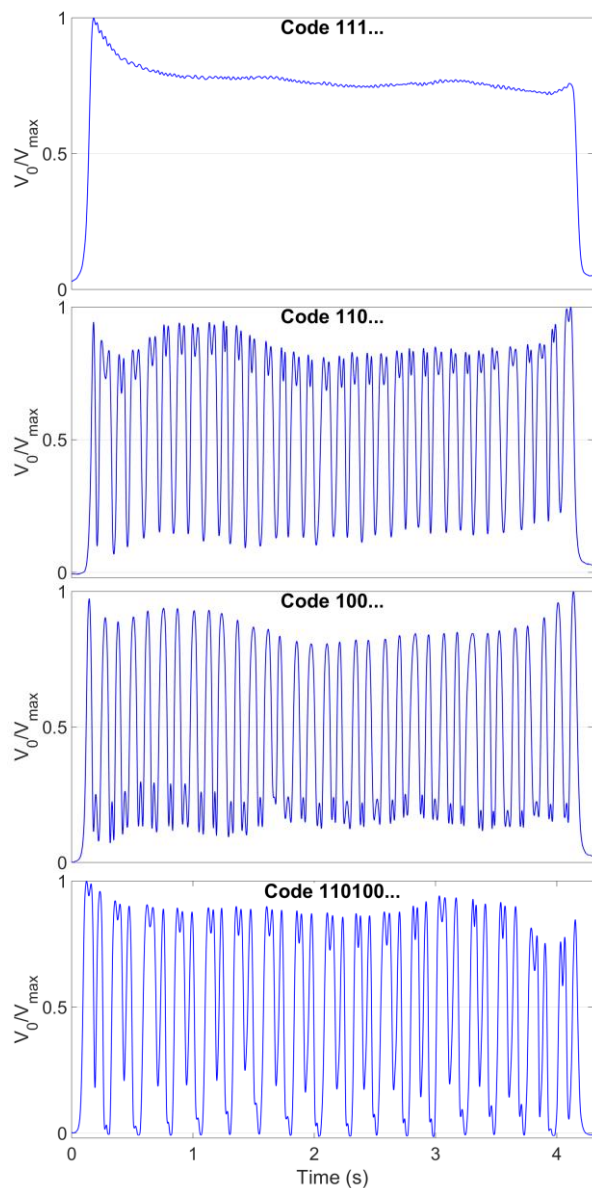 Code 111...
1
0.5
0
V₀/Vₘₐₓ
Code 110...
1
0.5
0
V₀/Vₘₐₓ
Code 100...
1
0.5
0
V₀/Vₘₐₓ
Code 110100...
1
0.5
0
V₀/Vₘₐₓ
0 1 2 3 4
Time (s)